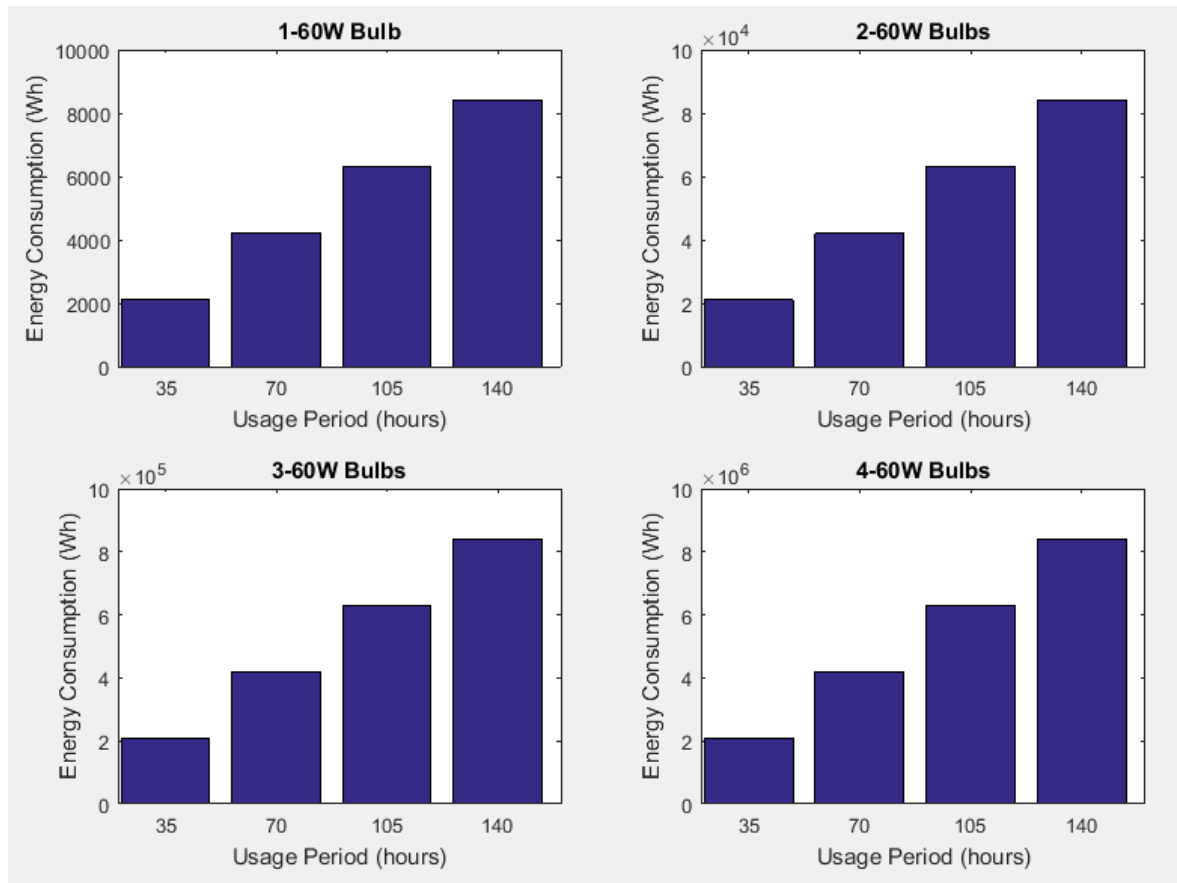 1-60W Bulb
10000
8000
6000
4000
2000
0
Energy Consumption (Wh)
35 70 105 140
Usage Period (hours)
2-60W Bulbs
×10⁴
10
8
6
4
2
0
Energy Consumption (Wh)
35 70 105 140
Usage Period (hours)
3-60W Bulbs
×10⁵
10
8
6
4
2
0
Energy Consumption (Wh)
35 70 105 140
Usage Period (hours)
4-60W Bulbs
×10⁶
10
8
6
4
2
0
Energy Consumption (Wh)
35 70 105 140
Usage Period (hours)